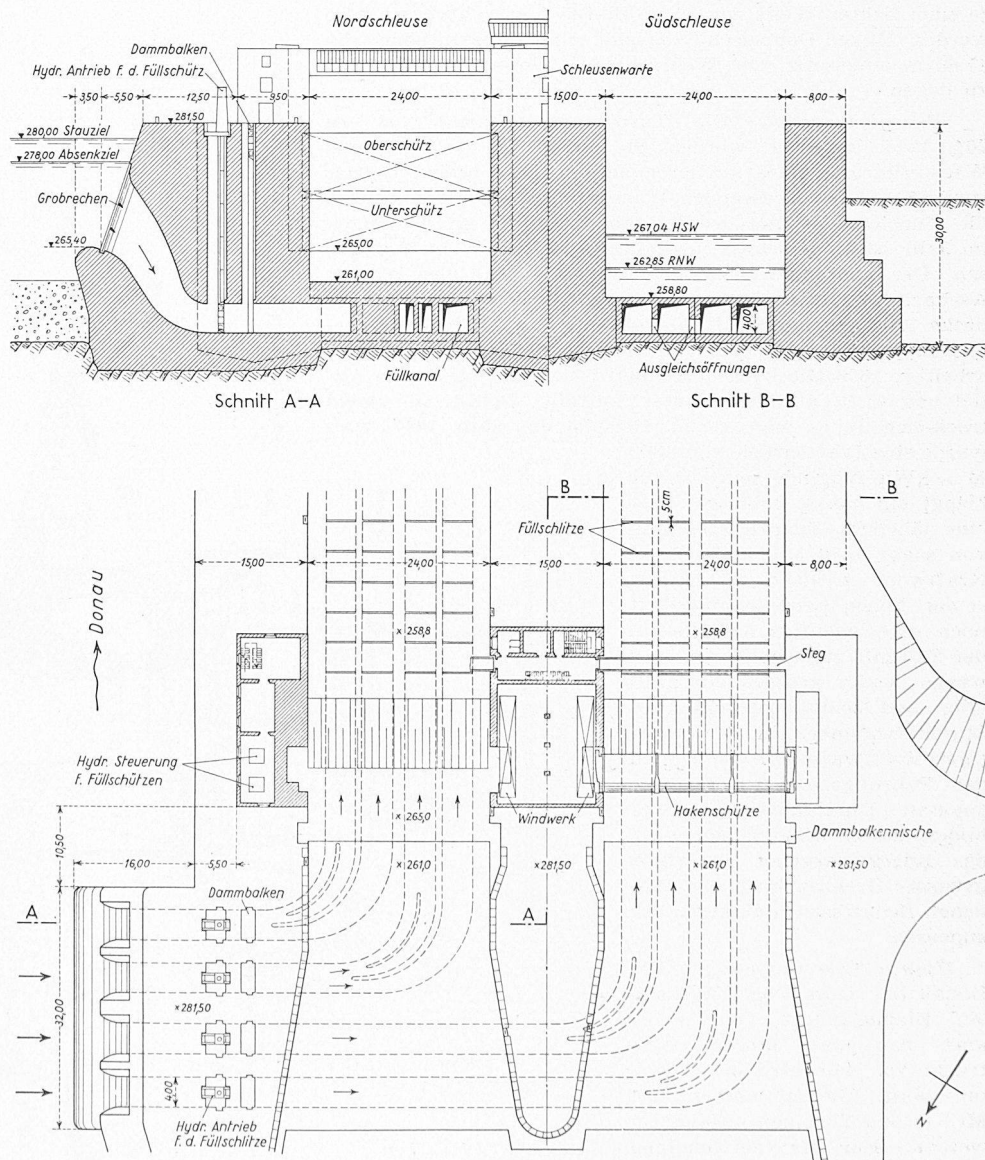 Nordschleuse
Südschleuse
Dammbalken
Hydr. Antrieb f. d. Füllschütz
Schleusenwarte
3,50
5,50
12,50
9,50
24,00
15,00
24,00
8,00
281,50
280,00 Stauziel
278,00 Absenkziel
Oberschütz
Grobrechen
Unterschütz
265,40
265,00
267,04 HSW
30,00
261,00
262,85 RNW
258,80
4,00
Füllkanal
Ausgleichsöffnungen
Schnitt A-A
Schnitt B-B
B
B
5cm
Füllschlitze
15,00
24,00
15,00
24,00
8,00
Donau
258,8
258,8
Steg
Hydr. Steuerung
f. Füllschützen
Windwerk
Hakenschütze
265,0
Dammbalkennische
10,50
16,00
5,50
261,0
281,50
261,0
281,50
Dammbalken
A
A
281,50
32,00
4,00
Hydr. Antrieb
f. d. Füllschlitze
N